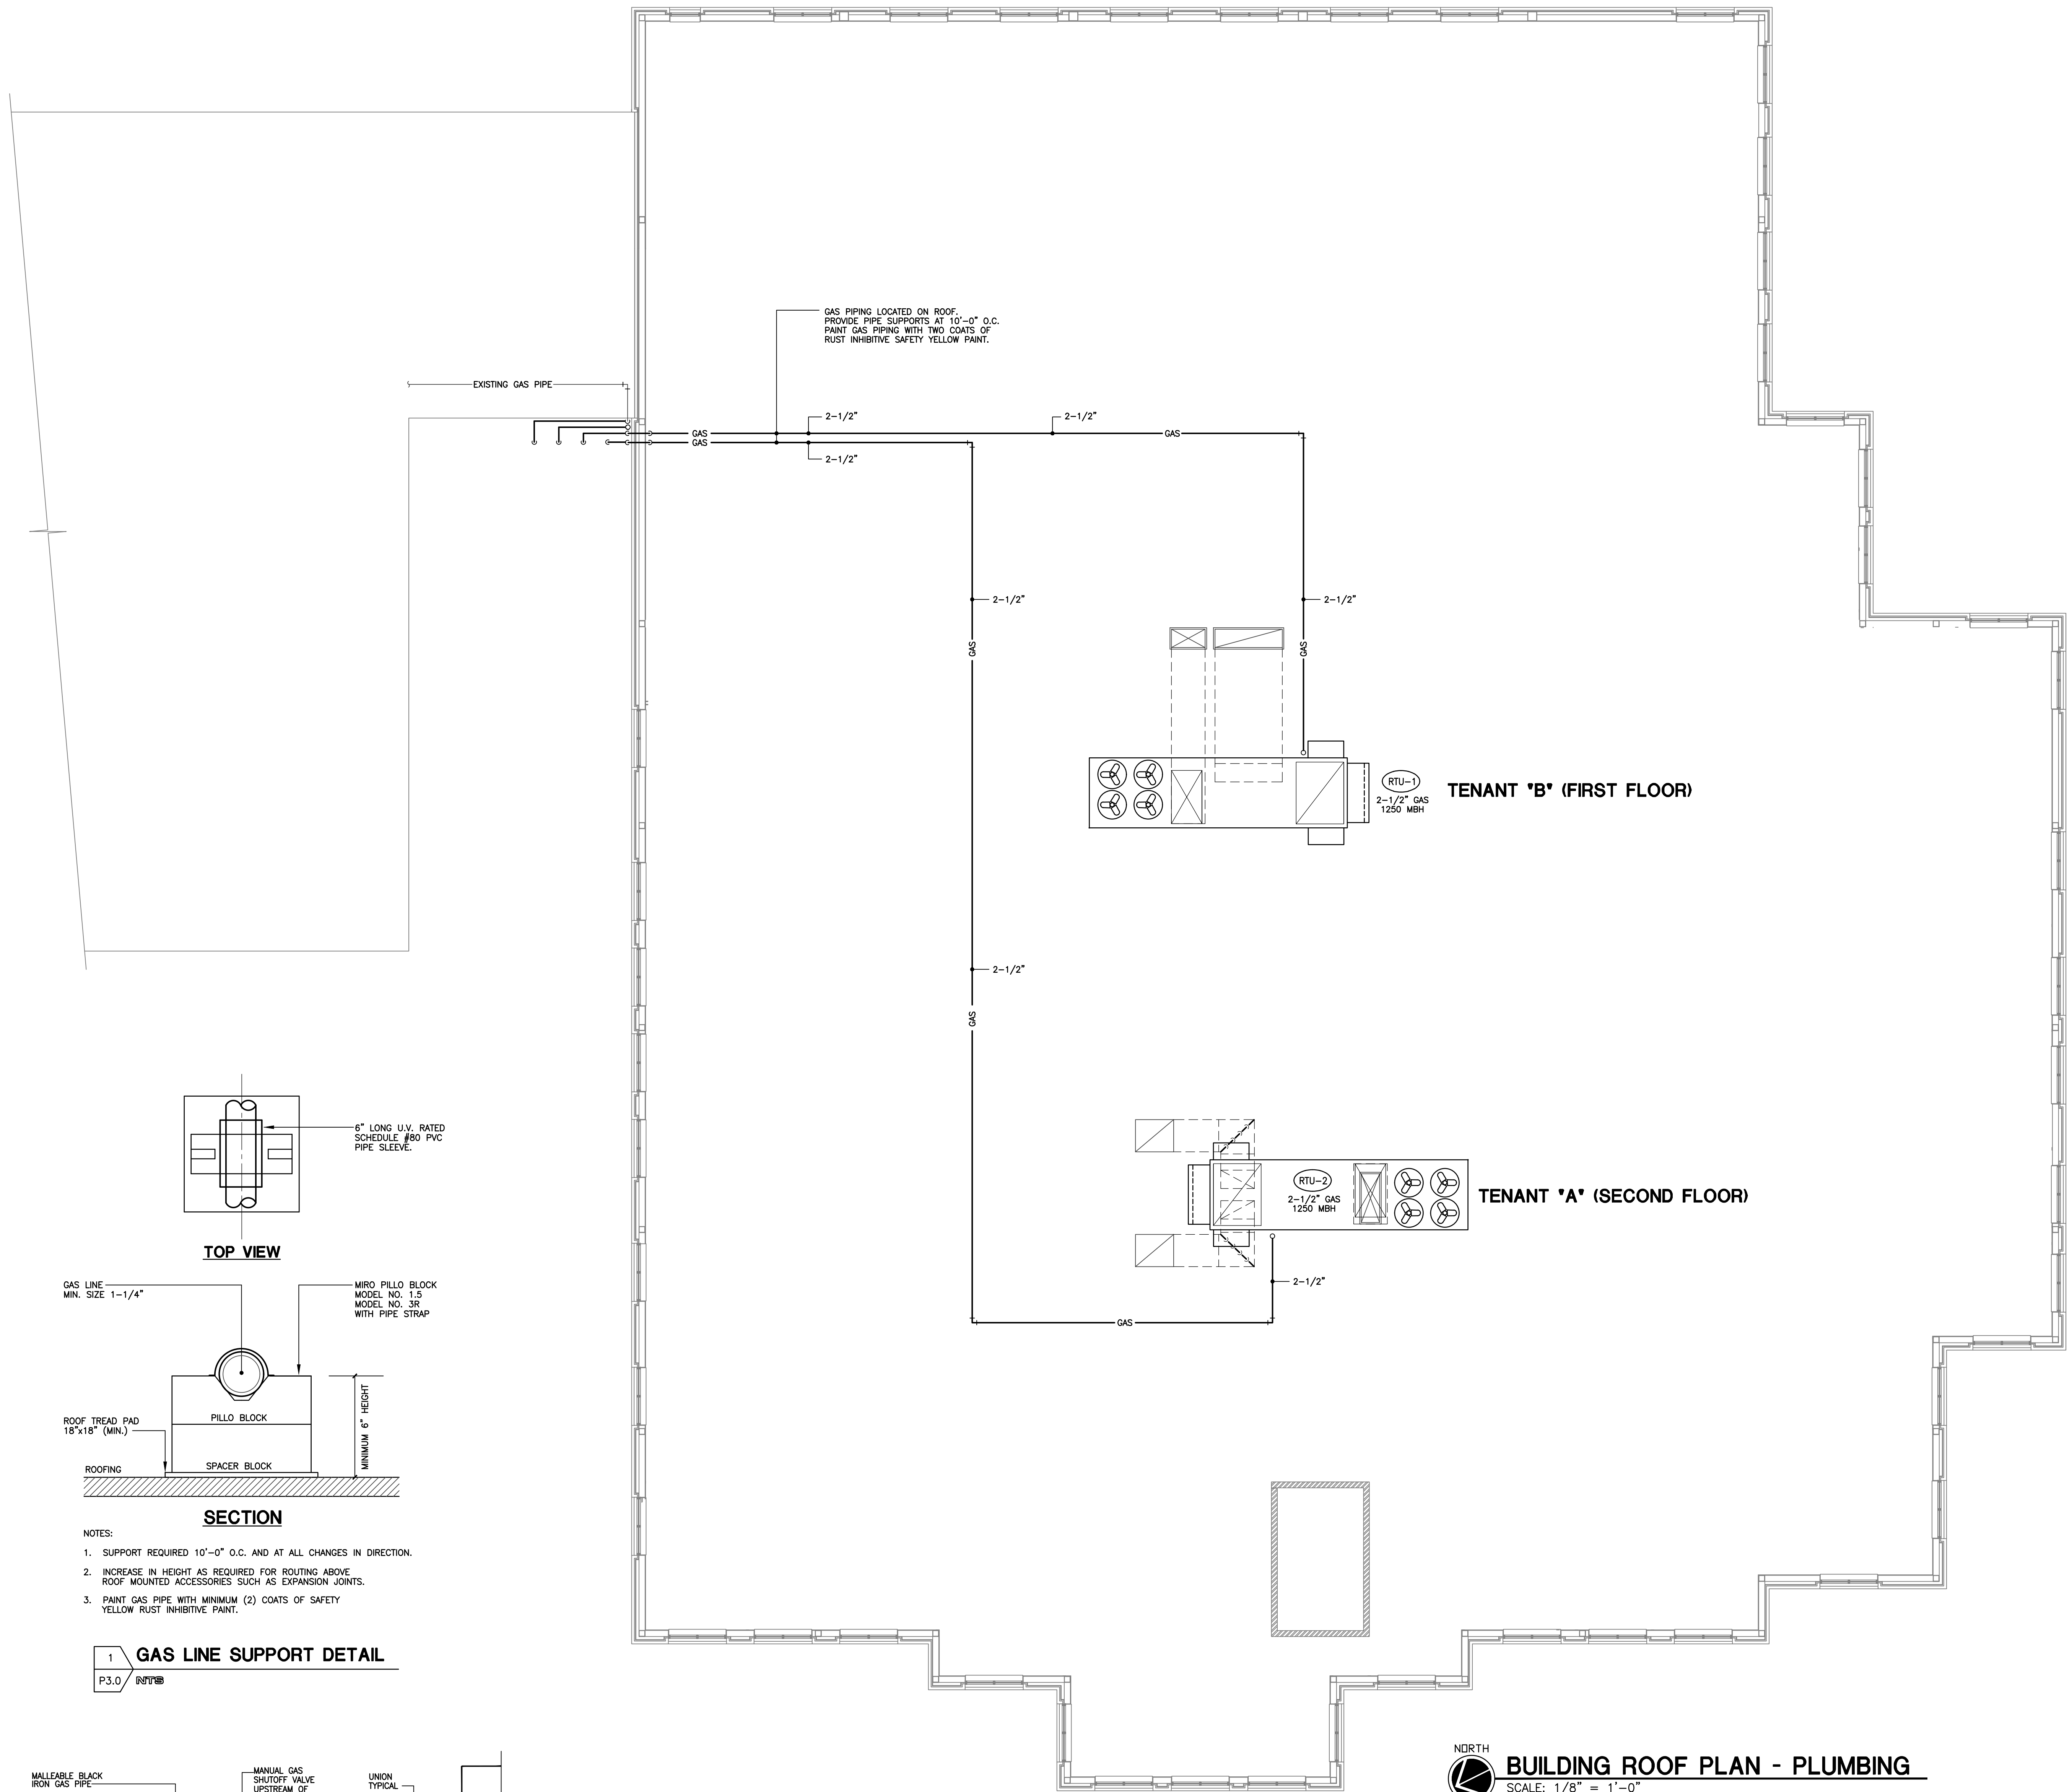 GAS PIPING LOCATED ON ROOF.
PROVIDE PIPE SUPPORTS AT 10'-0" O.C.
PAINT GAS PIPING WITH TWO COATS OF
RUST INHIBITIVE SAFETY YELLOW PAINT.
EXISTING GAS PIPE
2-1/2"
2-1/2"
GAS
GAS
GAS
2-1/2"
2-1/2"
2-1/2"
GAS
GAS
RTU-1
2-1/2" GAS
1250 MBH
TENANT "B" (FIRST FLOOR)
2-1/2"
GAS
RTU-2
2-1/2" GAS
1250 MBH
TENANT "A" (SECOND FLOOR)
2-1/2"
GAS
6" LONG U.V. RATED
SCHEDULE #80 PVC
PIPE SLEEVE.
TOP VIEW
GAS LINE
MIN. SIZE 1-1/4"
MIRO PILLO BLOCK
MODEL NO. 1.5
MODEL NO. 3R
WITH PIPE STRAP
PILLO BLOCK
ROOF TREAD PAD
18"x18" (MIN.)
MINIMUM 6" HEIGHT
SPACER BLOCK
ROOFING
SECTION
NOTES:
1. SUPPORT REQUIRED 10'-0" O.C. AND AT ALL CHANGES IN DIRECTION.
2. INCREASE IN HEIGHT AS REQUIRED FOR ROUTING ABOVE
ROOF MOUNTED ACCESSORIES SUCH AS EXPANSION JOINTS.
3. PAINT GAS PIPE WITH MINIMUM (2) COATS OF SAFETY
YELLOW RUST INHIBITIVE PAINT.
1
P3.0
GAS LINE SUPPORT DETAIL
NTS
MALLEABLE BLACK
IRON GAS PIPE
MANUAL GAS
SHUTOFF VALVE
UPSTREAM OF
UNION
TYPICAL
NORTH
BUILDING ROOF PLAN - PLUMBING
SCALE: 1/8" = 1'-0"